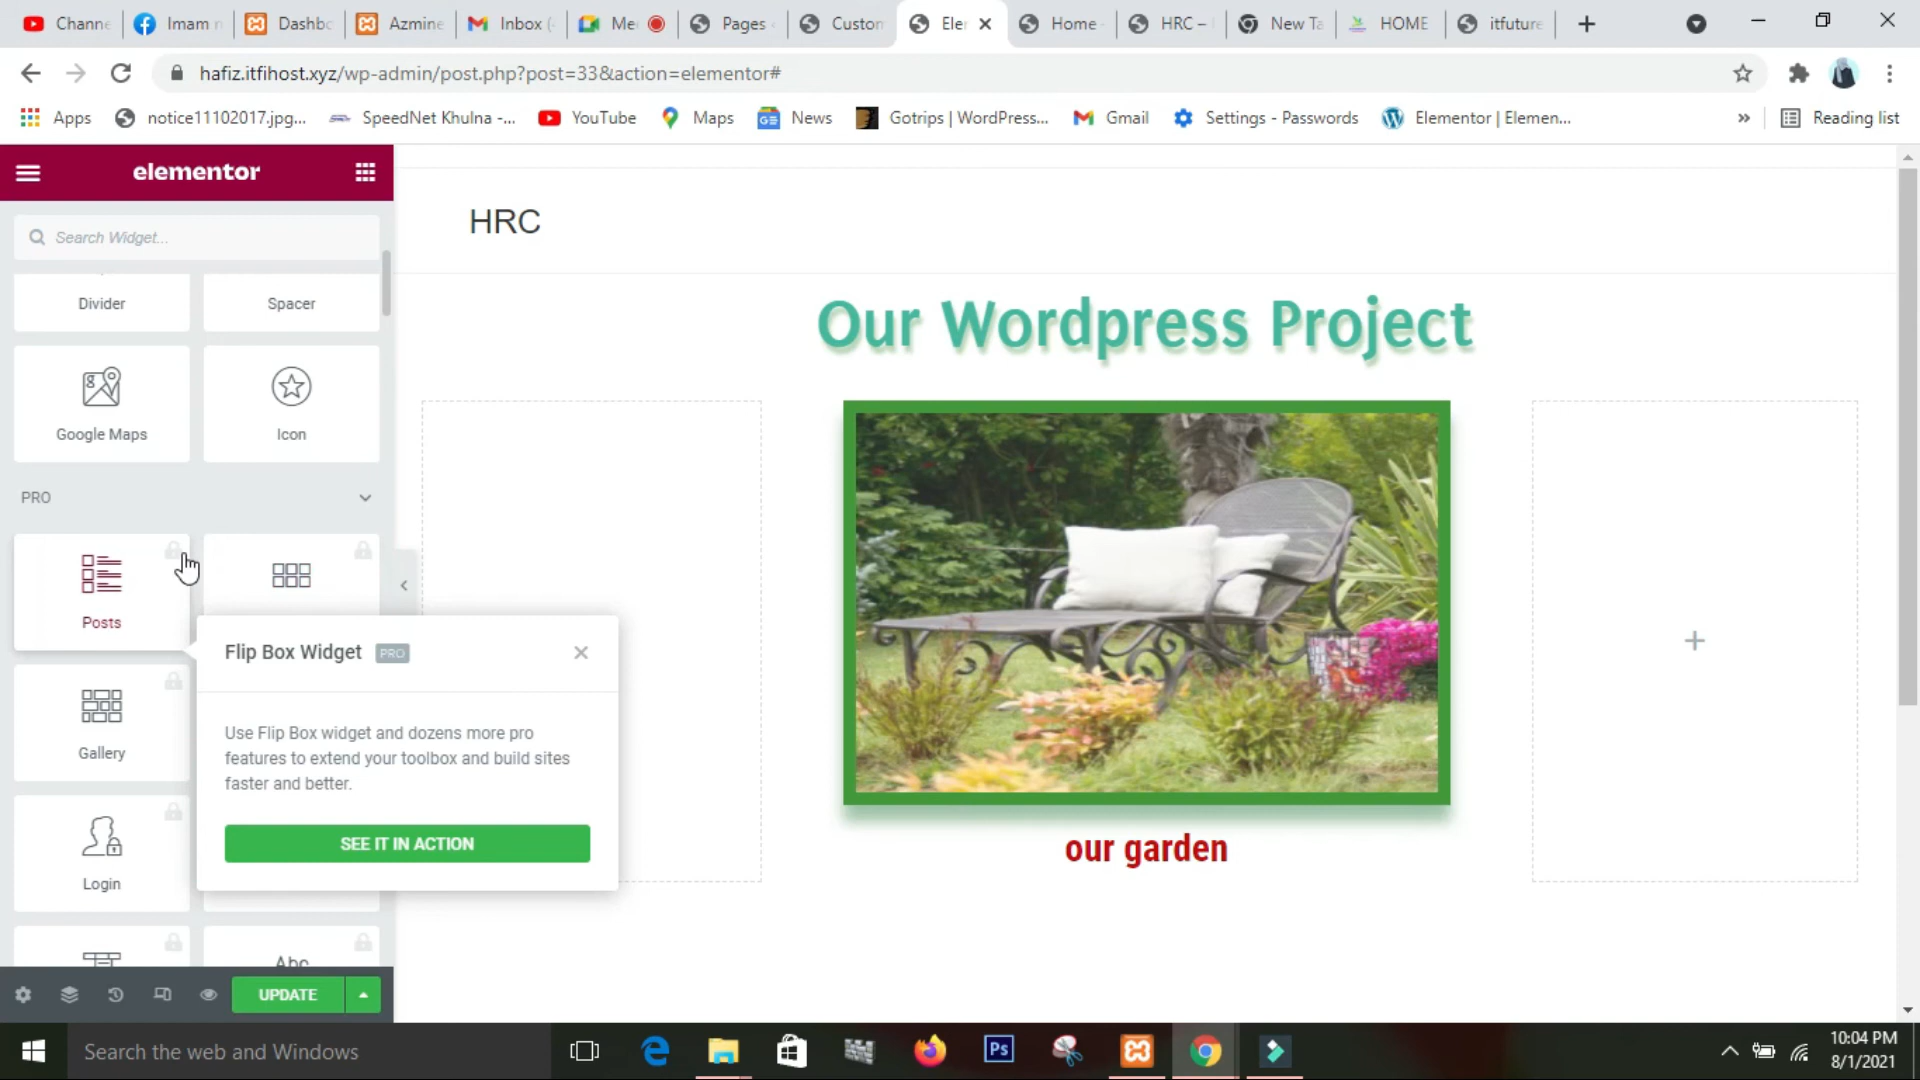 Channe
Imam n
Dashbo
Azmine
Inbox (
Me
Pages
Custom
Ele
Home
HRC –
New Ta
HOME
itfuture
hafiz.itfihost.xyz/wp-admin/post.php?post=33&action=elementor#
Apps
notice11102017.jpg...
SpeedNet Khulna -...
YouTube
Maps
News
Gotrips | WordPress...
Gmail
Settings - Passwords
Elementor | Elemen...
»
Reading list
elementor
Search Widget...
HRC
Divider
Spacer
Our Wordpress Project
Google Maps
Icon
PRO
Posts
Flip Box Widget PRO
Use Flip Box widget and dozens more pro
features to extend your toolbox and build sites
faster and better.
SEE IT IN ACTION
Gallery
Login
our garden
Abc
UPDATE
Search the web and Windows
Ps
10:04 PM
8/1/2021